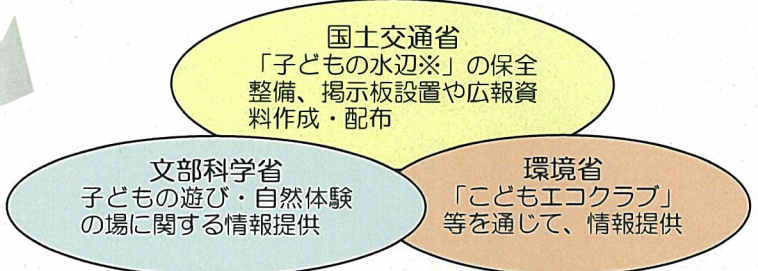 国土交通省
「子どもの水辺※」の保全
整備、掲示板設置や広報資
料作成・配布
文部科学省
子どもの遊び・自然体験
の場に関する情報提供
環境省
「こどもエコクラブ」
等を通じて、情報提供